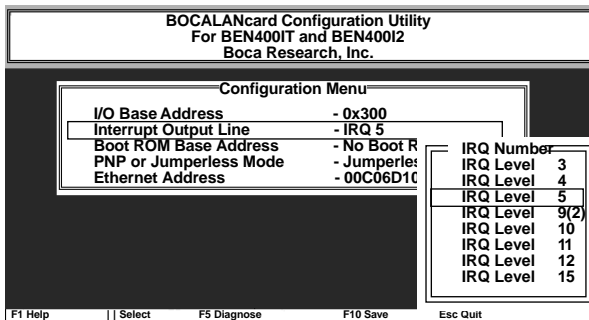 BOCALANcard Configuration Utility
For BEN400IT and BEN400I2
Boca Research, Inc.
Configuration Menu
I/O Base Address - 0x300
Interrupt Output Line - IRQ 5
Boot ROM Base Address - No Boot R
PNP or Jumperless Mode - Jumperles
Ethernet Address - 00C06D10
IRQ Number
IRQ Level 3
IRQ Level 4
IRQ Level 5
IRQ Level 9(2)
IRQ Level 10
IRQ Level 11
IRQ Level 12
IRQ Level 15
F1 Help || Select F5 Diagnose F10 Save Esc Quit